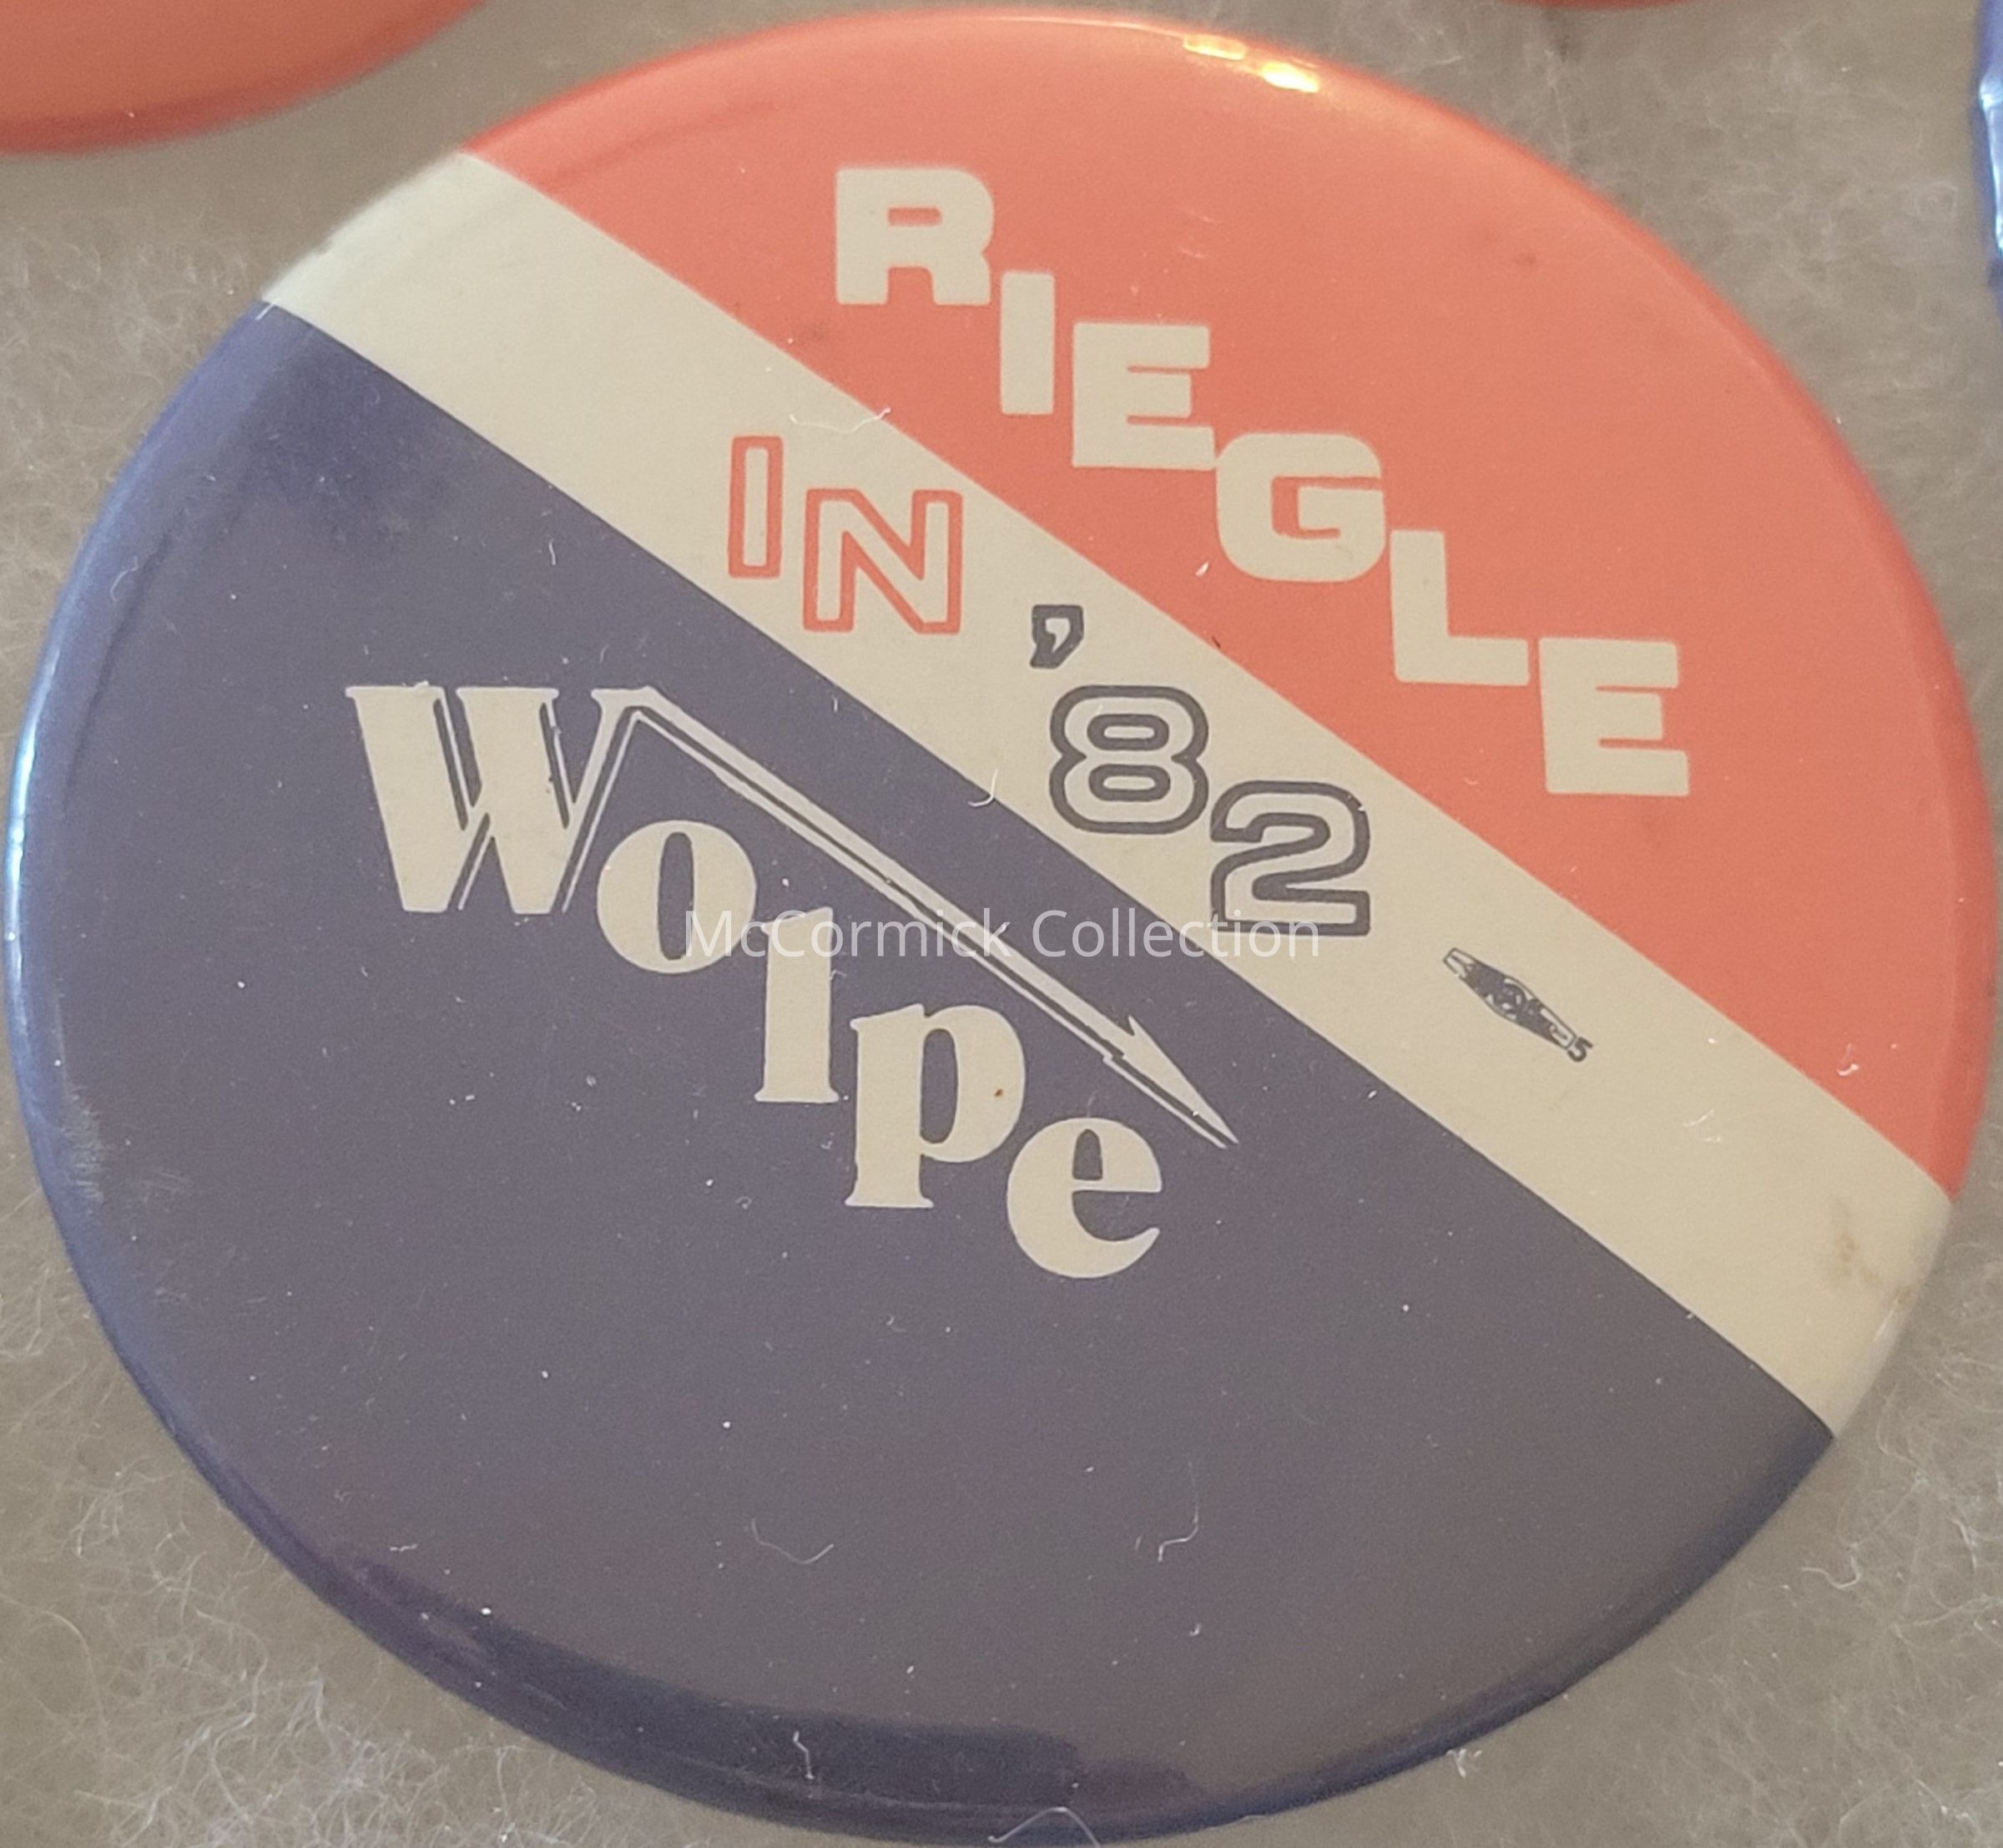 RIEGLE
IN '82
Wolpe
McCormick Collection